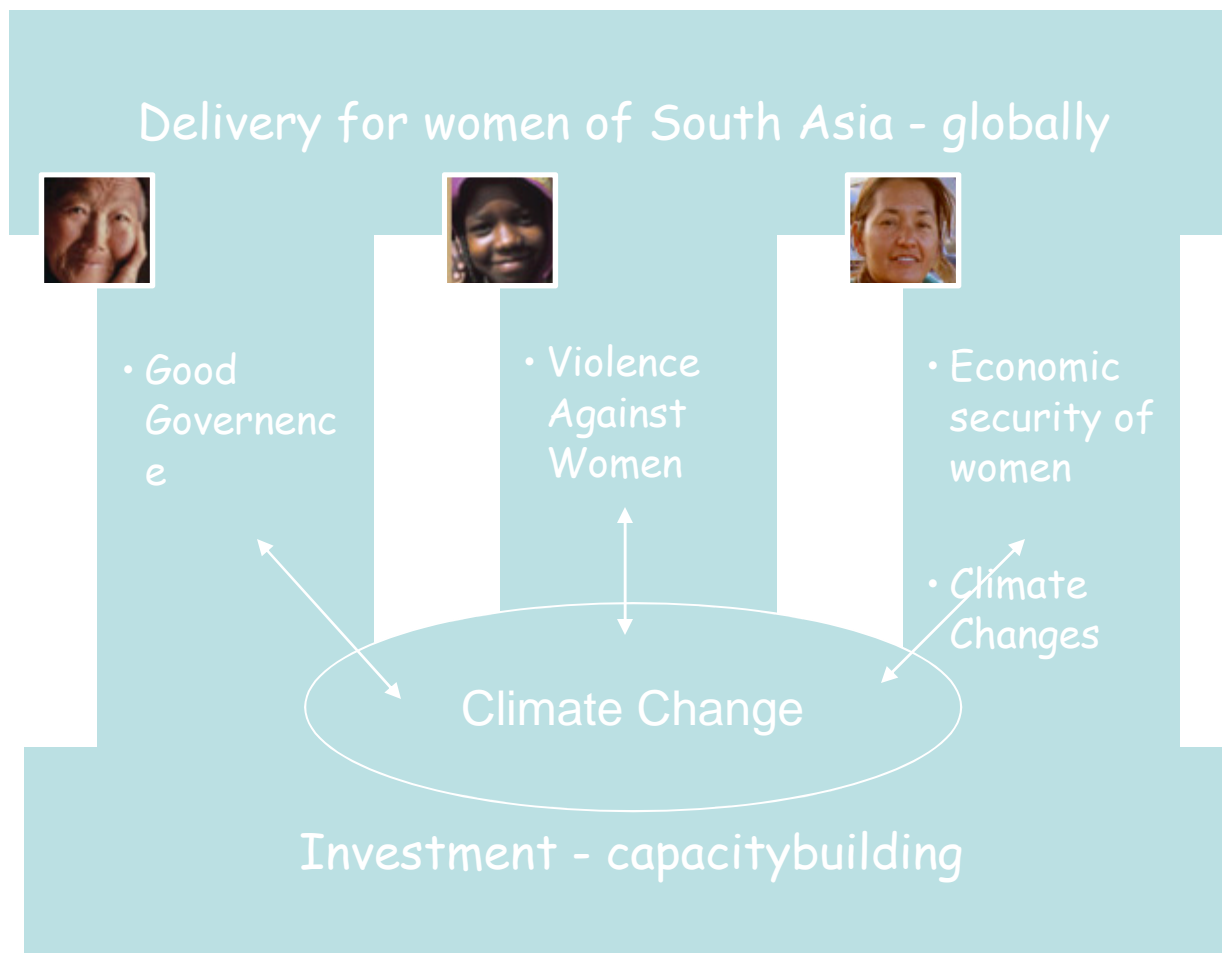 Delivery for women of South Asia - globally
• Good
Governenc
e
• Violence
Against
Women
• Economic
security of
women
• Climate
Changes
Climate Change
Investment - capacitybuilding